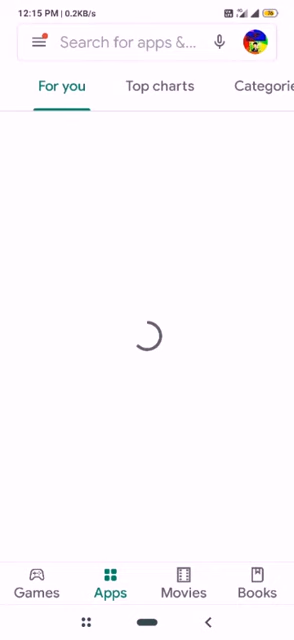 12:15 PM | 0.2KB/s
Search for apps &...
For you
Top charts
Categorie
Games
Apps
Movies
Books